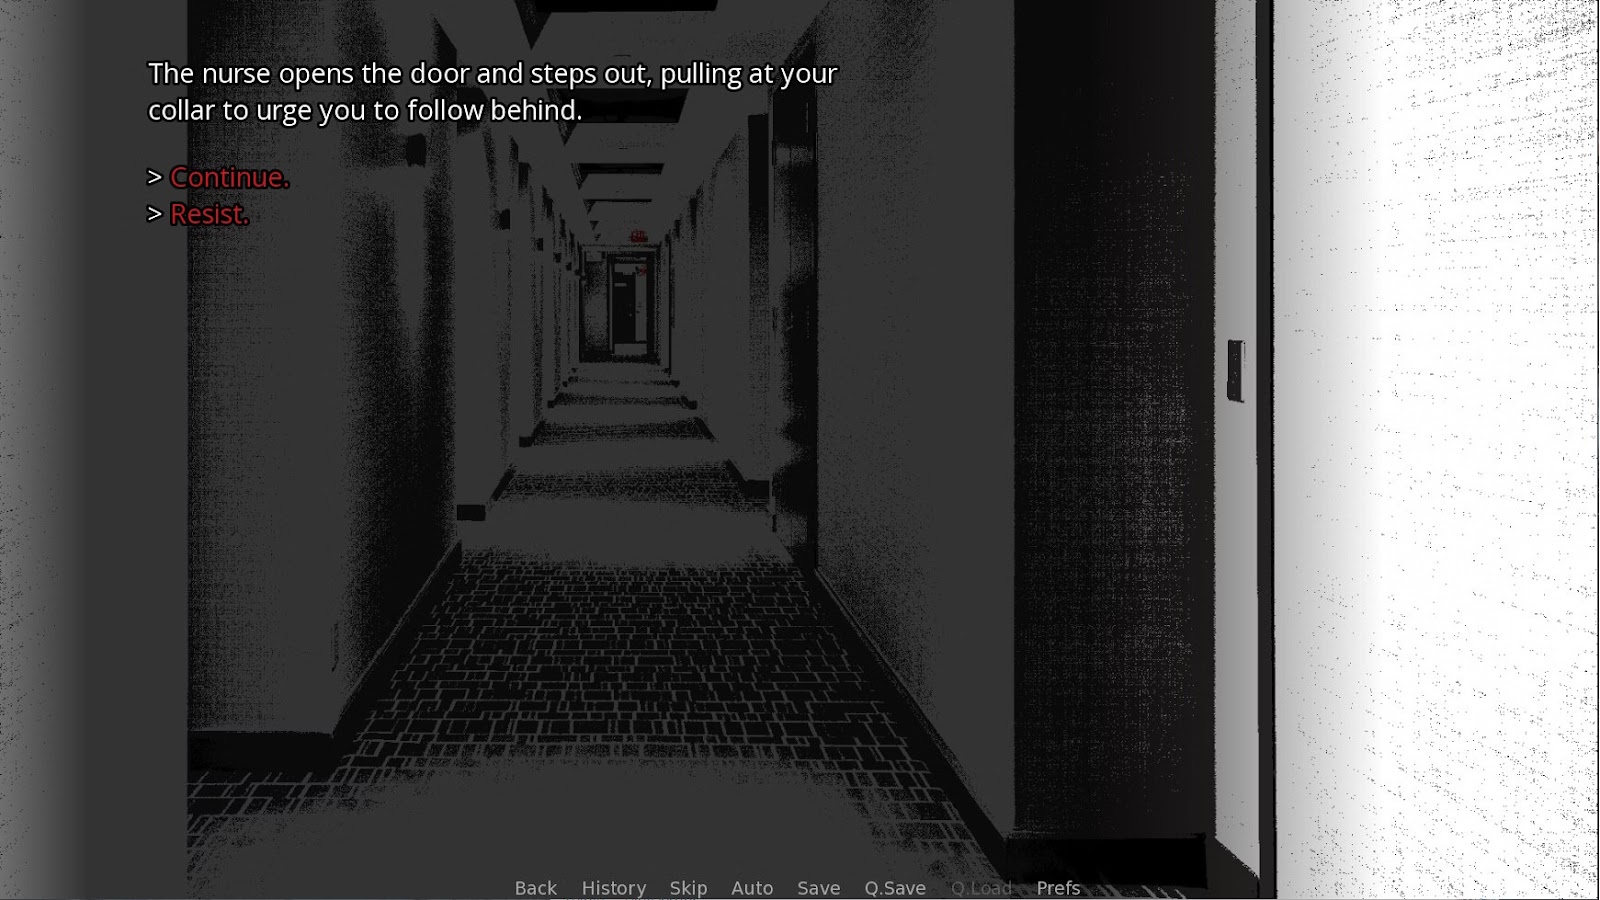 The nurse opens the door and steps out, pulling at your
collar to urge you to follow behind.
> Continue.
> Resist.
EXIT
Back History Skip Auto Save Q.Save Q.Load Prefs